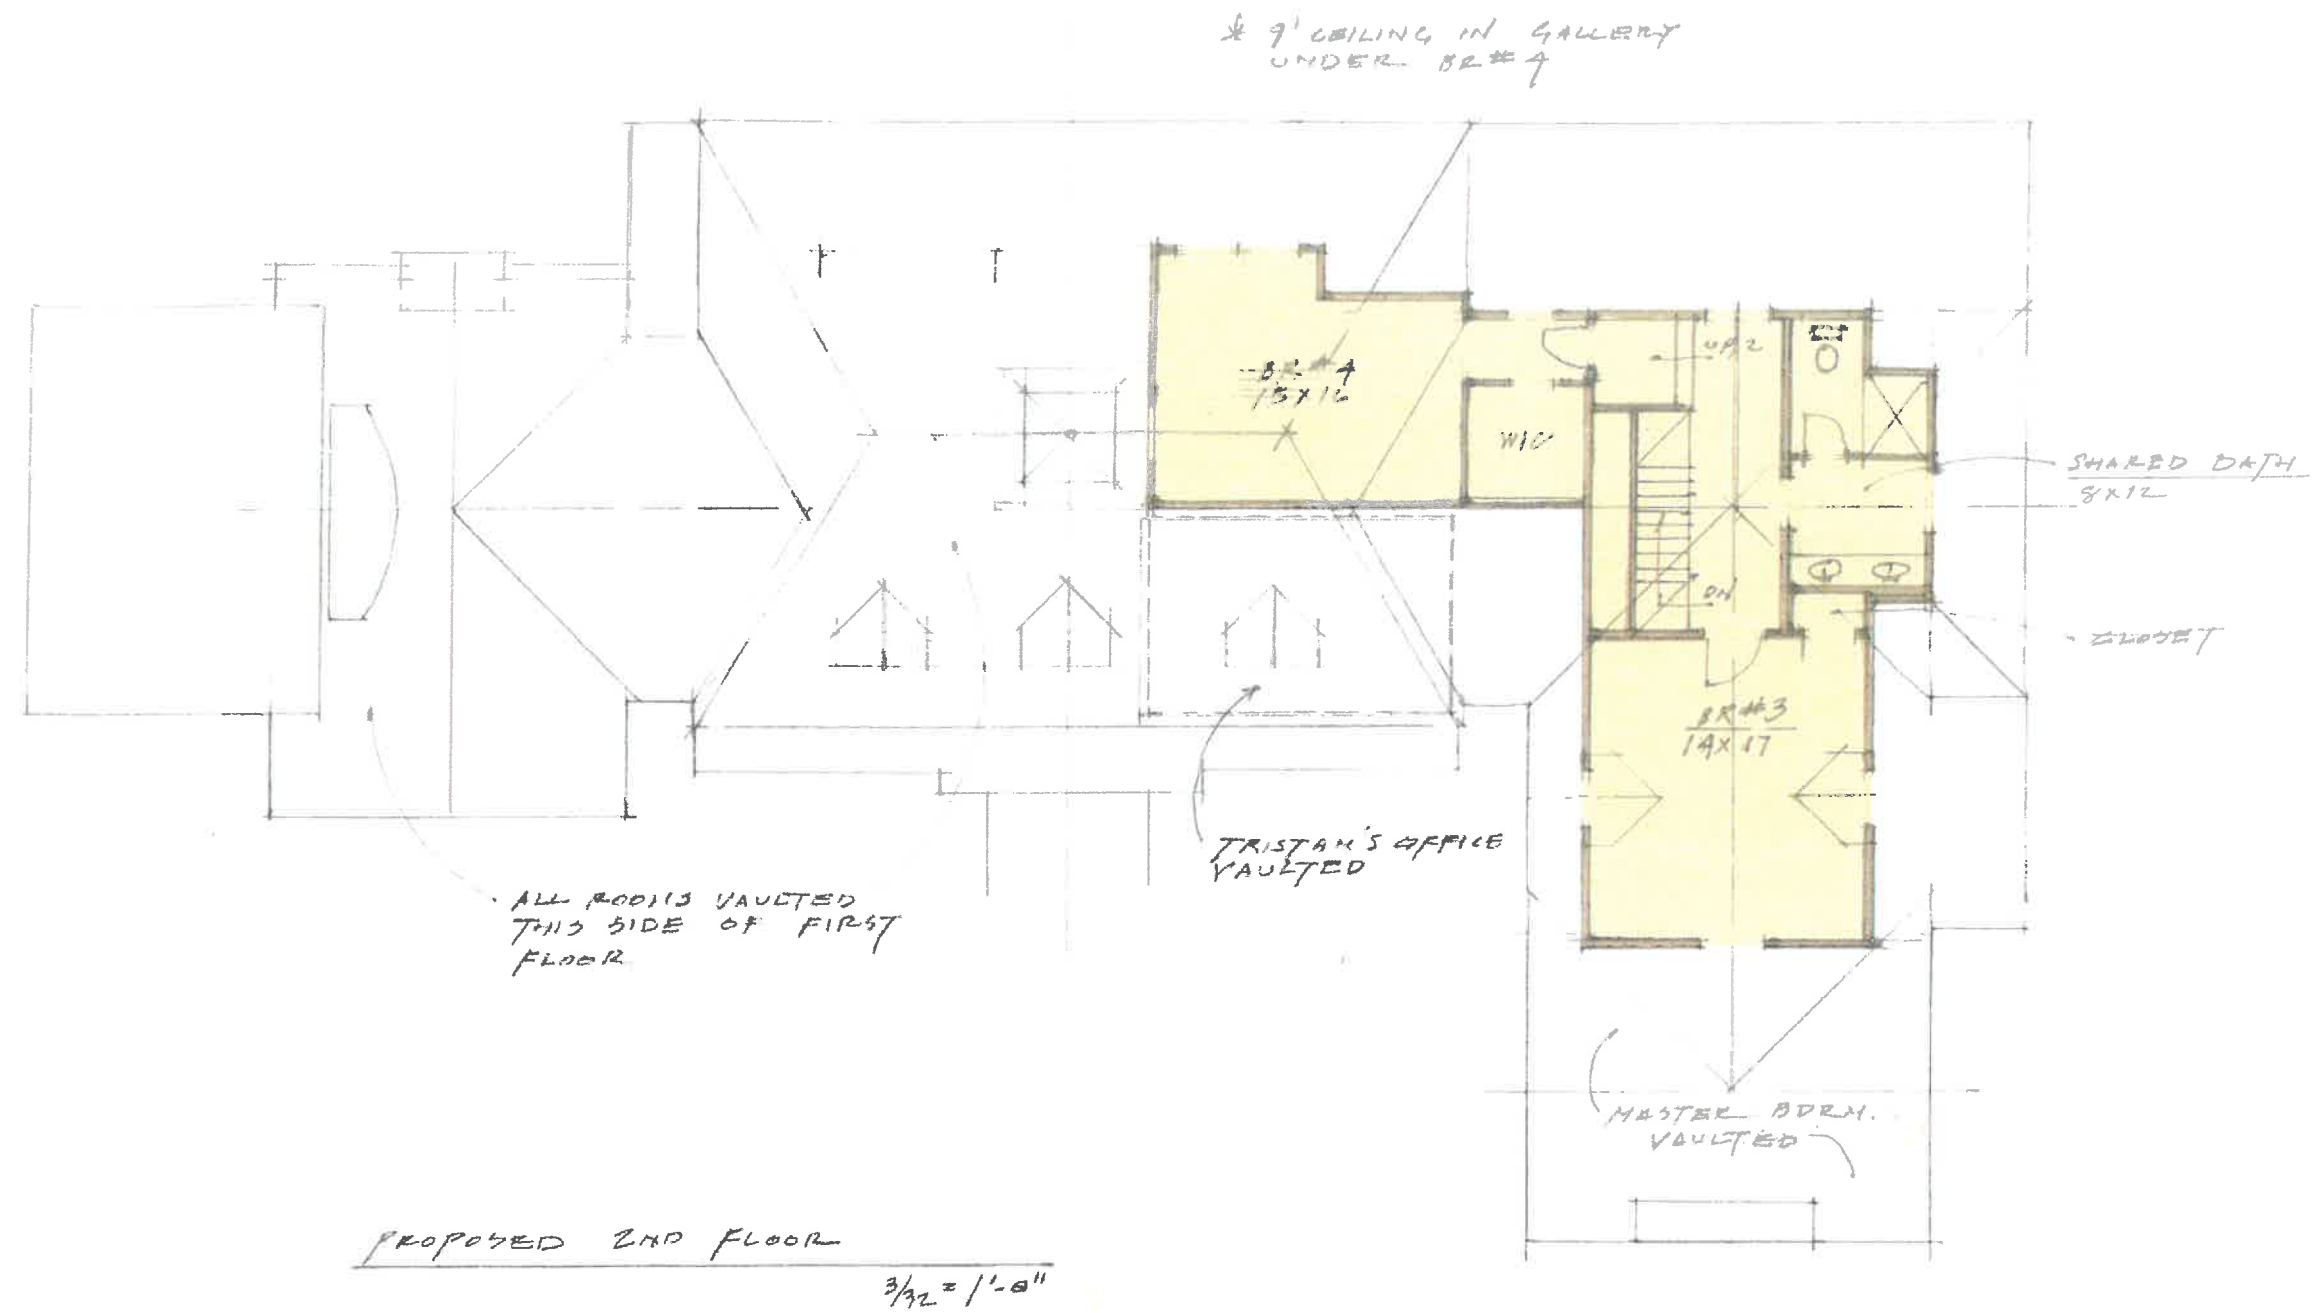 * 9' CEILING IN GALLERY
UNDER BR#4
BR 4
15X16
UP 2
WIC
SHARED BATH
8X12
DN
CLOSET
BR #3
14X17
TRISTAN'S OFFICE
VAULTED
ALL ROOMS VAULTED
THIS SIDE OF FIRST
FLOOR
MASTER BDRM.
VAULTED
PROPOSED 2ND FLOOR
3/32 = 1'-0"